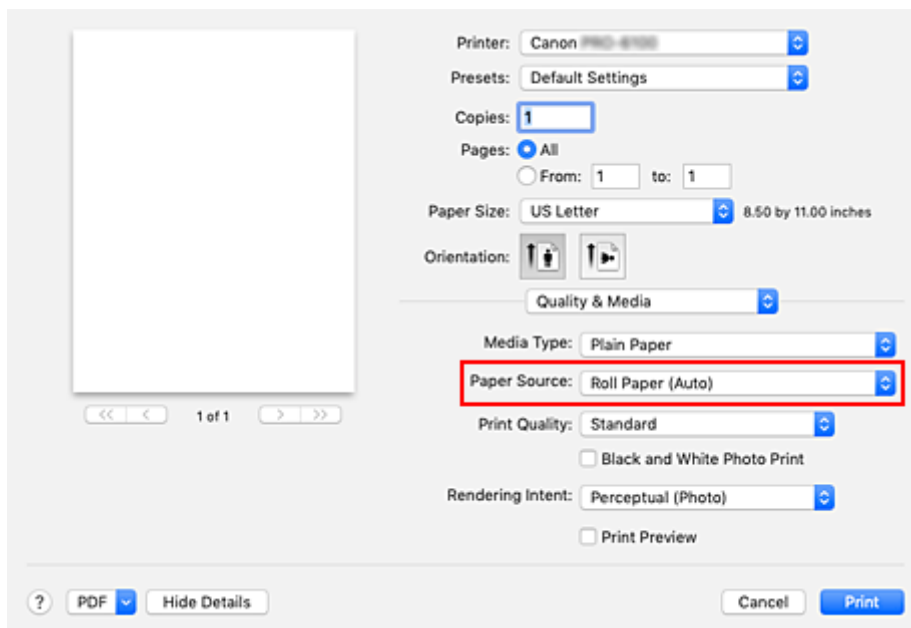 Printer: Canon
Presets: Default Settings
Copies: 1
Pages: All
From: 1 to: 1
Paper Size: US Letter 8.50 by 11.00 inches
Orientation:
Quality & Media
Media Type: Plain Paper
Paper Source: Roll Paper (Auto)
<< < 1 of 1 > >>
Print Quality: Standard
Black and White Photo Print
Rendering Intent: Perceptual (Photo)
Print Preview
? PDF Hide Details Cancel Print